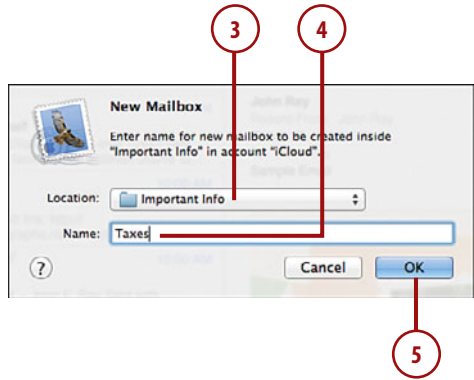 3 4
New Mailbox
Enter name for new mailbox to be created inside
"Important Info" in account "iCloud".
Location: Important Info
Name: Taxes
? Cancel OK
5